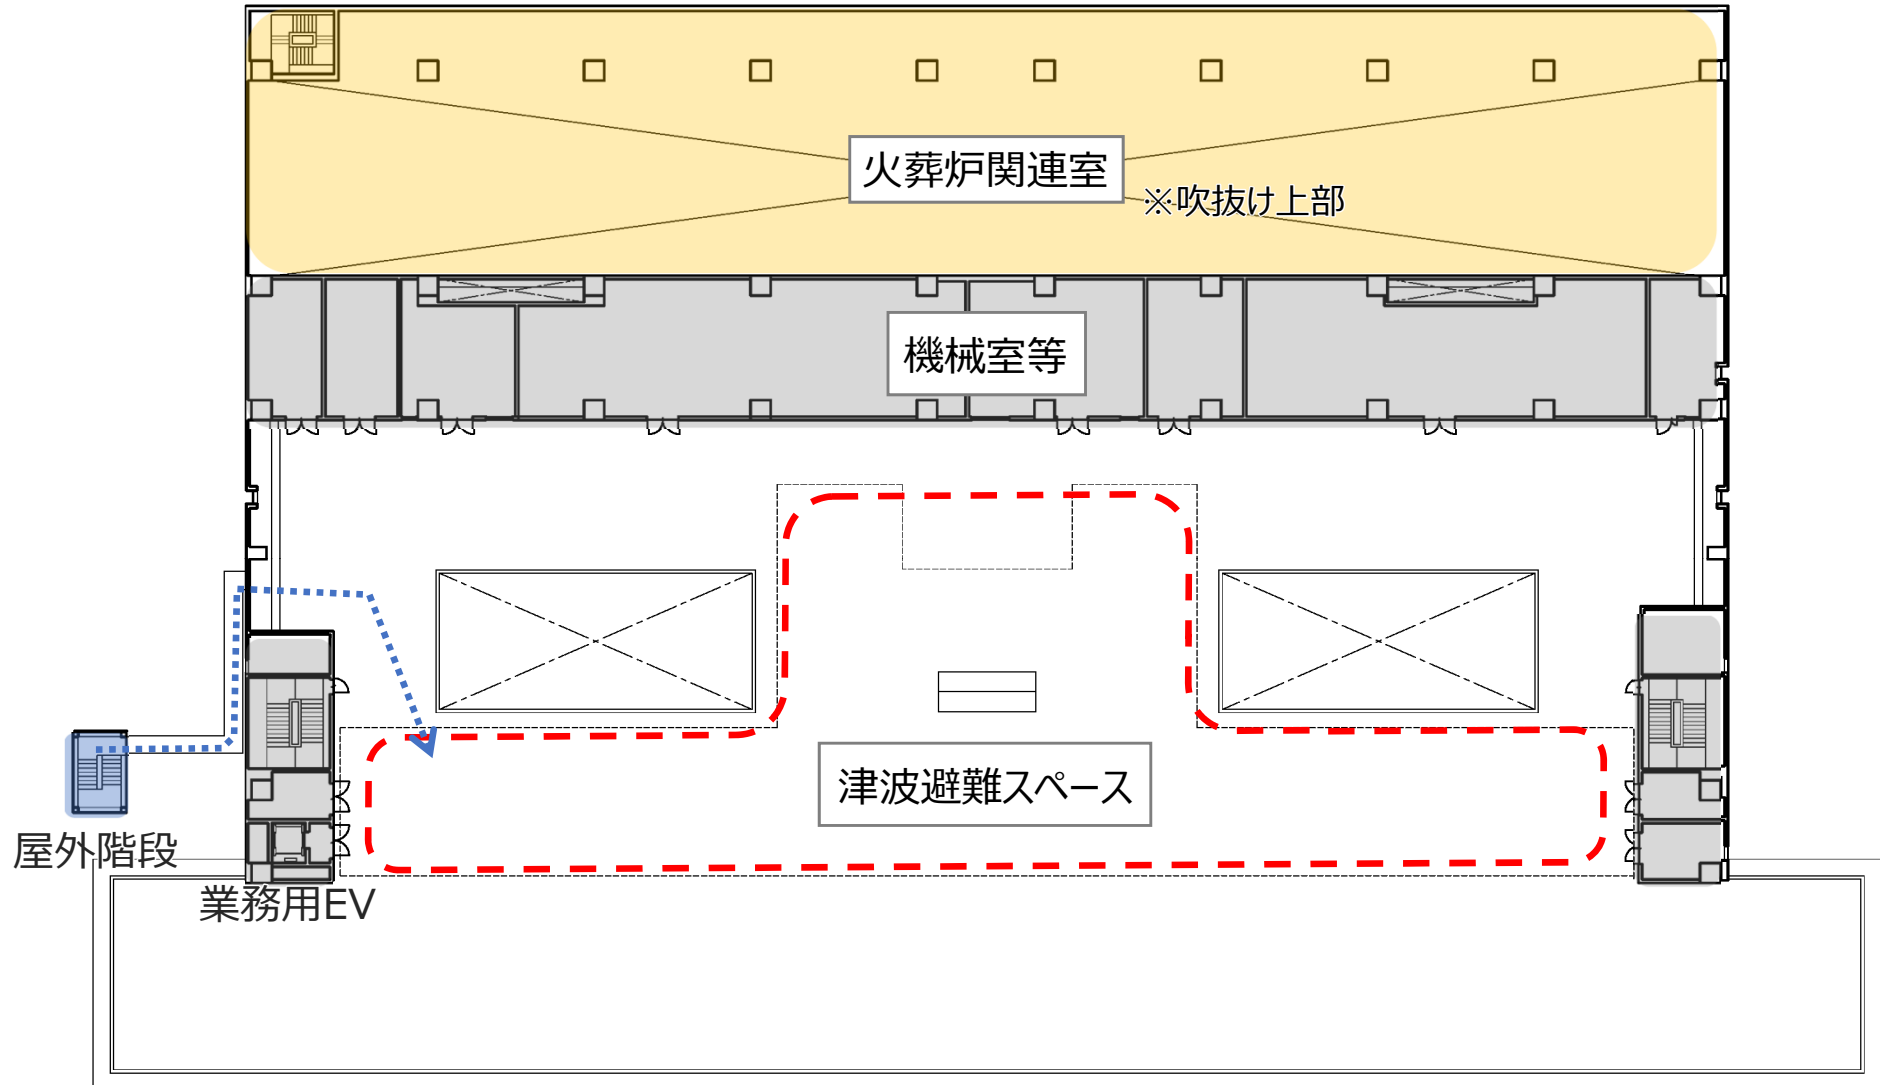 火葬炉関連室
※吹抜け上部
機械室等
津波避難スペース
屋外階段
業務用EV